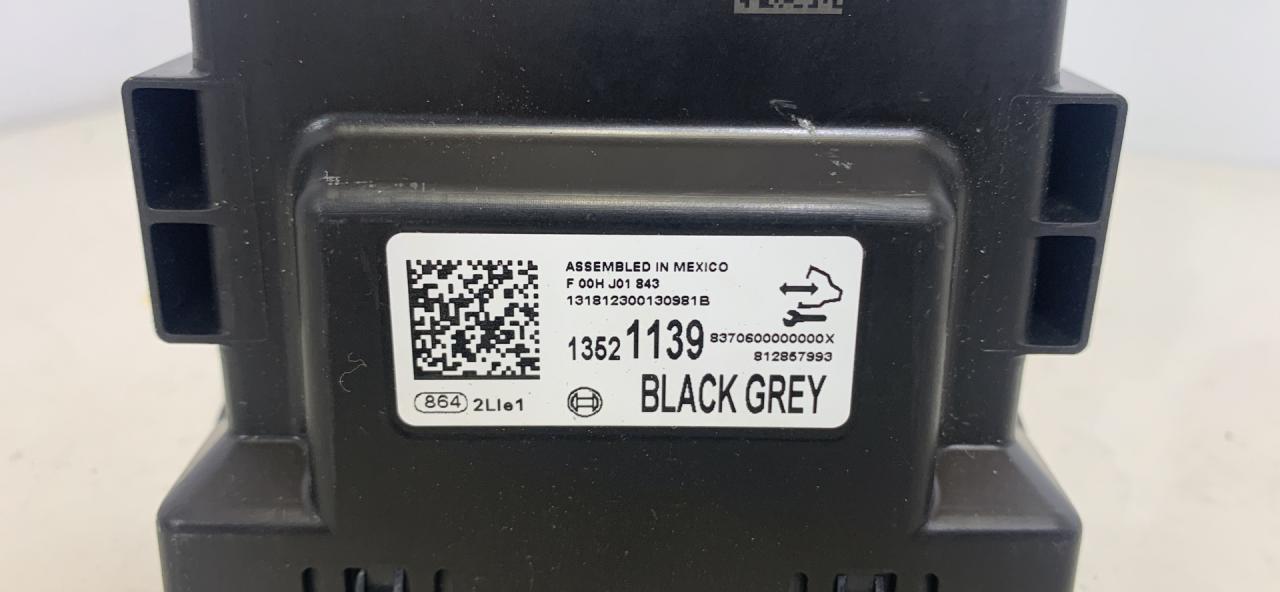 ASSEMBLED IN MEXICO
F 00H J01 843
131812300130981B
1352 1139
8370600000000X
812857993
864 2LIe1
BLACK GREY